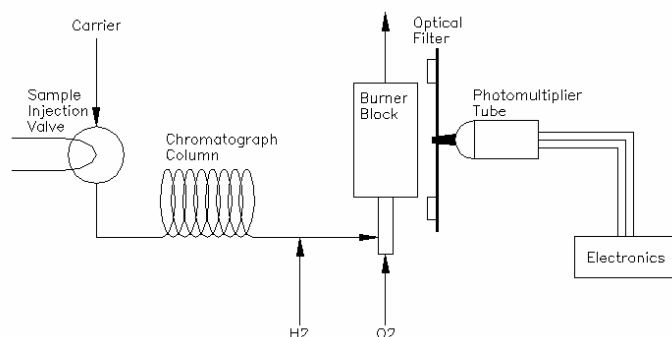 Carrier
Optical
Filter
Sample
Injection
Valve
Burner
Block
Photomultiplier
Tube
Chromatograph
Column
Electronics
H2
O2